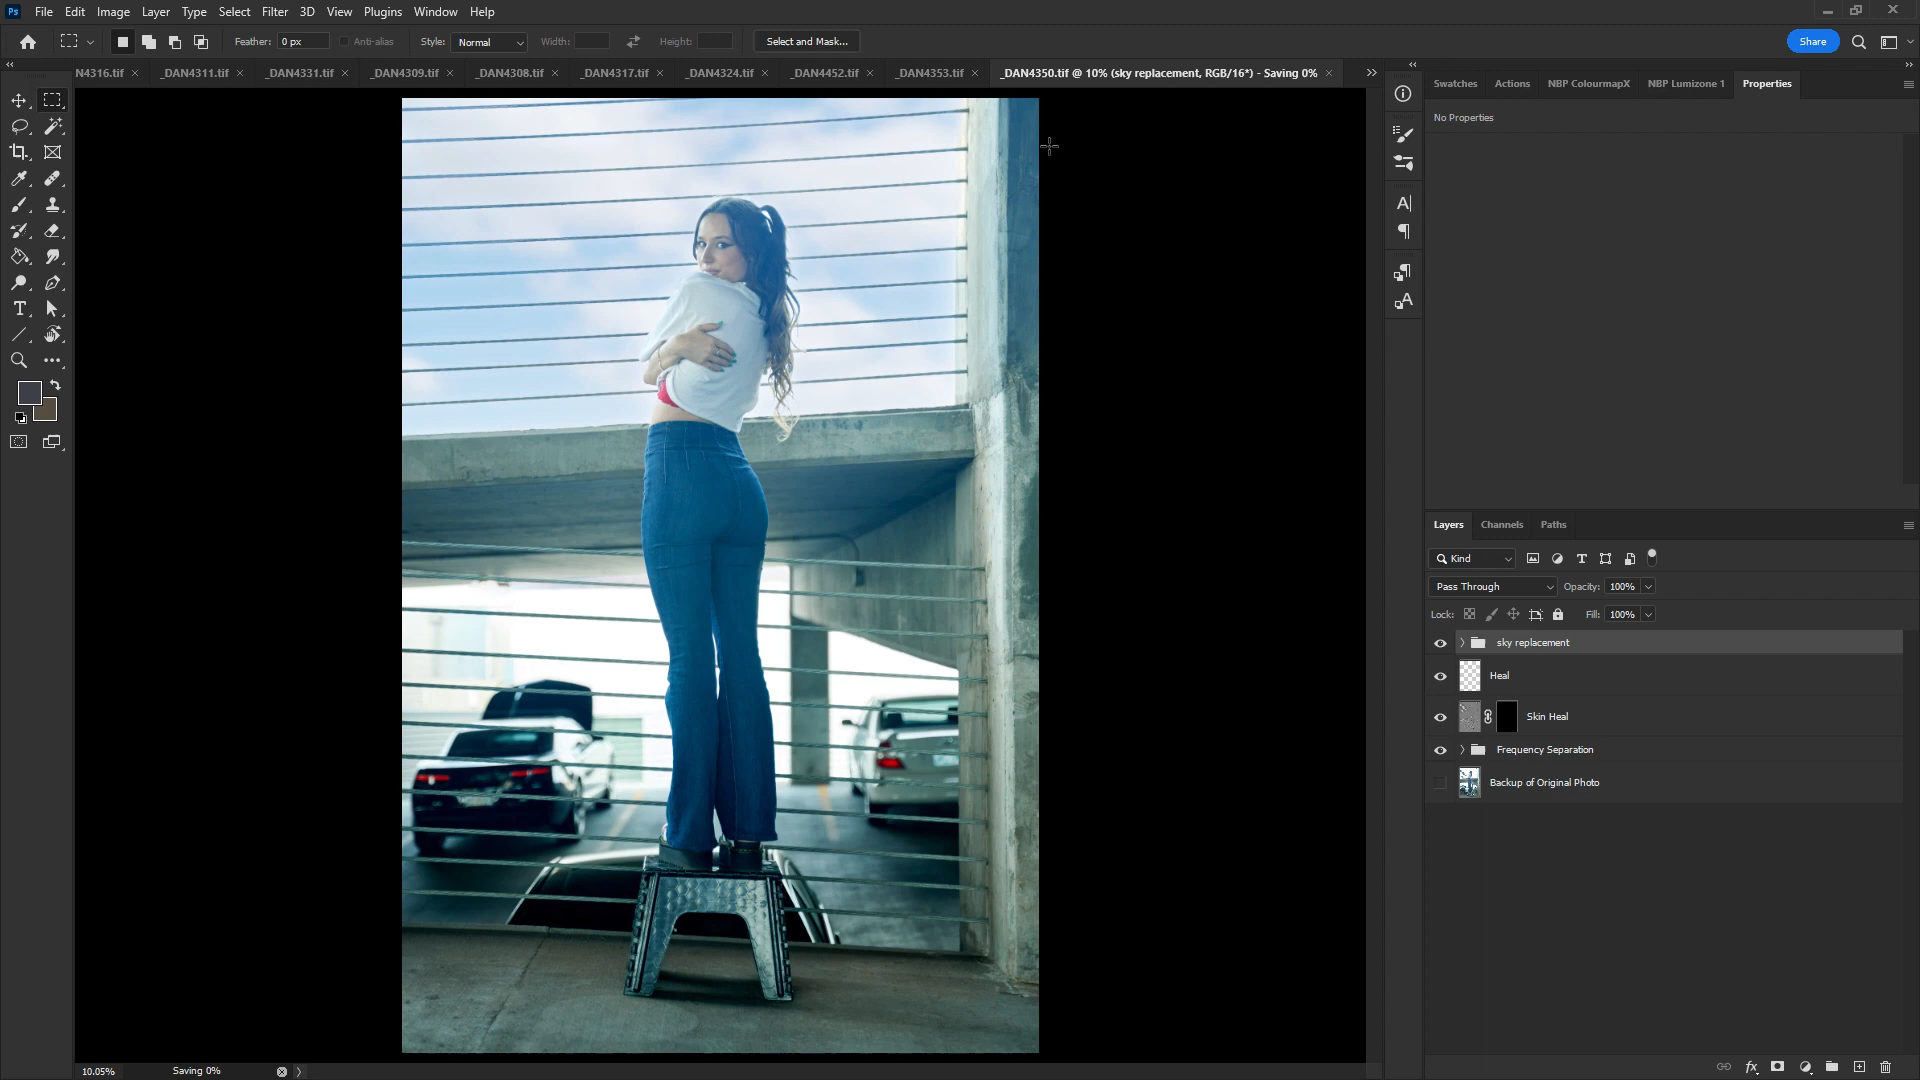 Ps File Edit Image Layer Type Select Filter 3D View Plugins Window Help
Feather: 0 px Anti-alias Style: Normal Width: Height: Select and Mask... Share
N4316.tif _DAN4311.tif _DAN4331.tif _DAN4309.tif _DAN4308.tif _DAN4317.tif _DAN4324.tif _DAN4452.tif _DAN4353.tif _DAN4350.tif @ 10% (sky replacement, RGB/16*) - Saving 0%
Swatches Actions NBP ColourmapX NBP Lumizone 1 Properties
No Properties
Layers Channels Paths
Kind
Pass Through Opacity: 100%
Lock: Fill: 100%
sky replacement
Heal
Skin Heal
Frequency Separation
Backup of Original Photo
10.05% Saving 0%
fx